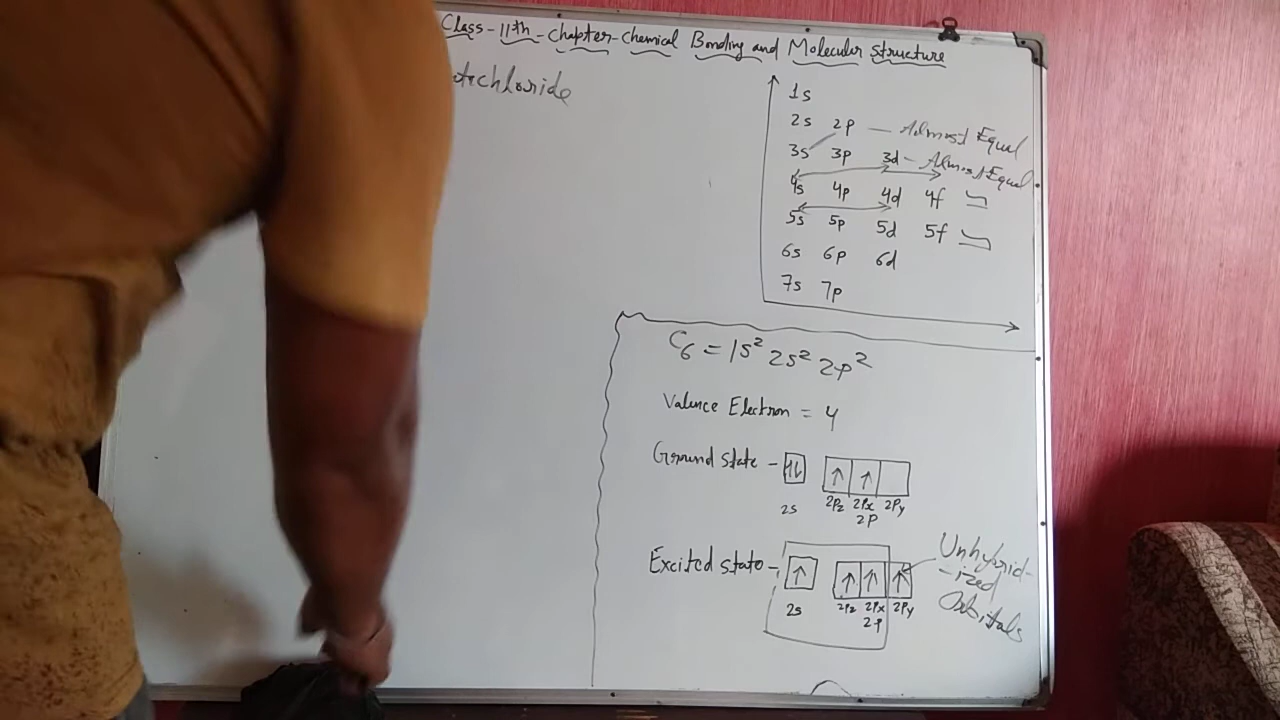 Class-11th-Chapter-Chemical Bonding and Molecular Structure
1s
2s 2p — Almost Equal
3s 3p 3d - Almost Equal
4s 4p 4d 4f
5s 5p 5d 5f
6s 6p 6d
7s 7p
C6 = 1s² 2s² 2p²
Valence Electron = 4
Ground state - ↑↓ ↑ ↑
2s 2Pz 2Px 2Py
2P
Excited state - ↑ ↑ ↑ ↑
2s 2Pz 2Px 2Py
2P
Unhybrid-
-ized
Orbitals